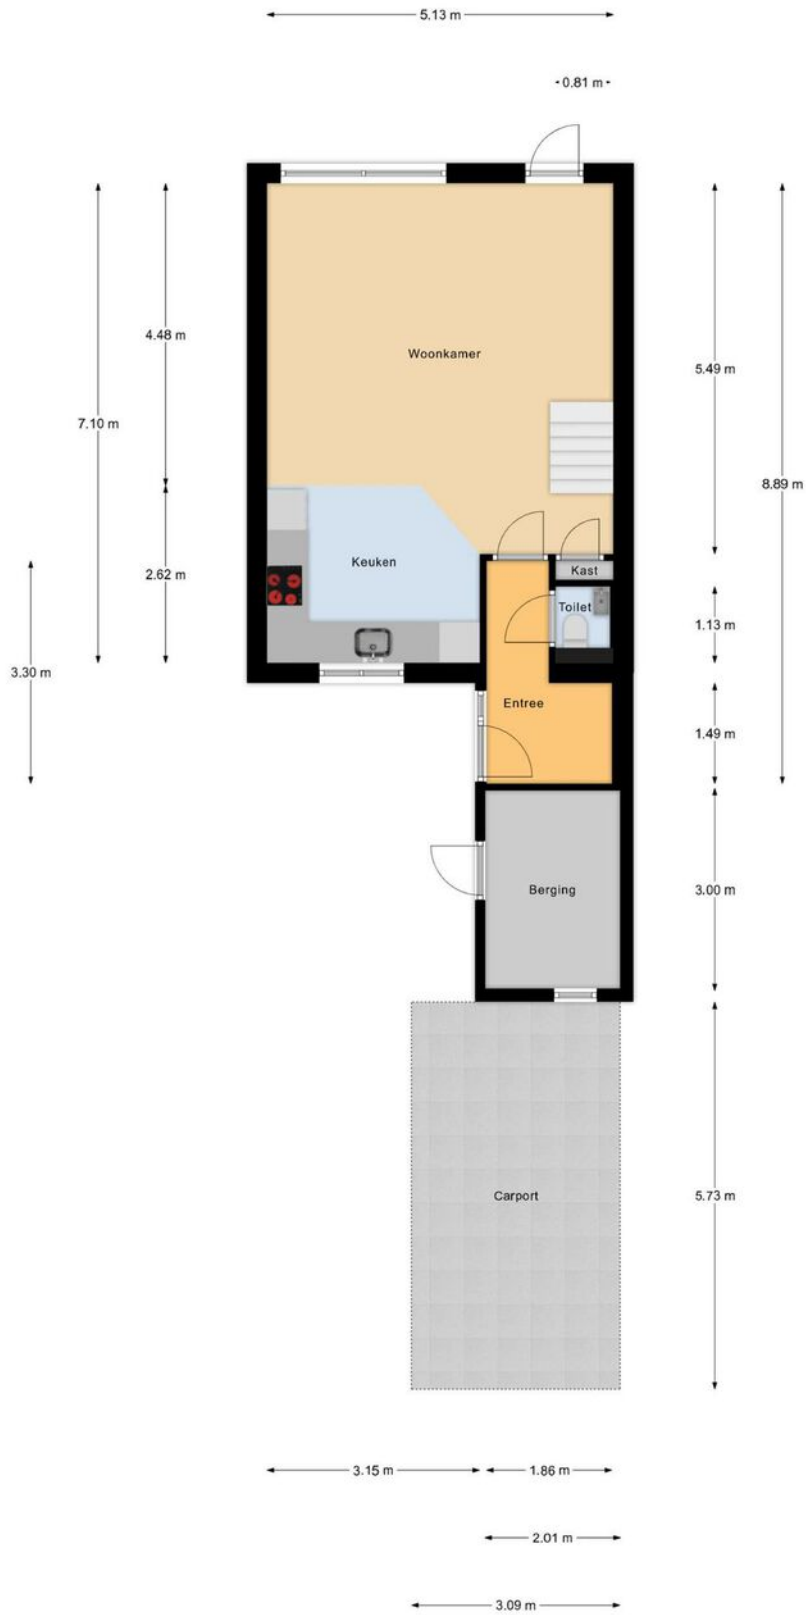 5.13 m
0.81 m
Woonkamer
4.48 m
5.49 m
7.10 m
8.89 m
Keuken
Kast
2.62 m
Toilet
1.13 m
3.30 m
Entree
1.49 m
Berging
3.00 m
Carport
5.73 m
3.15 m
1.86 m
2.01 m
3.09 m